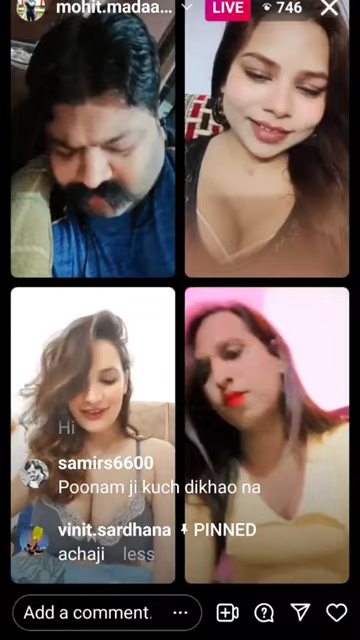 mohit.madaa...
LIVE
746
Hi
samirs6600
Poonam ji kuch dikhao na
vinit.sardhana PINNED
achaji less
Add a comment.